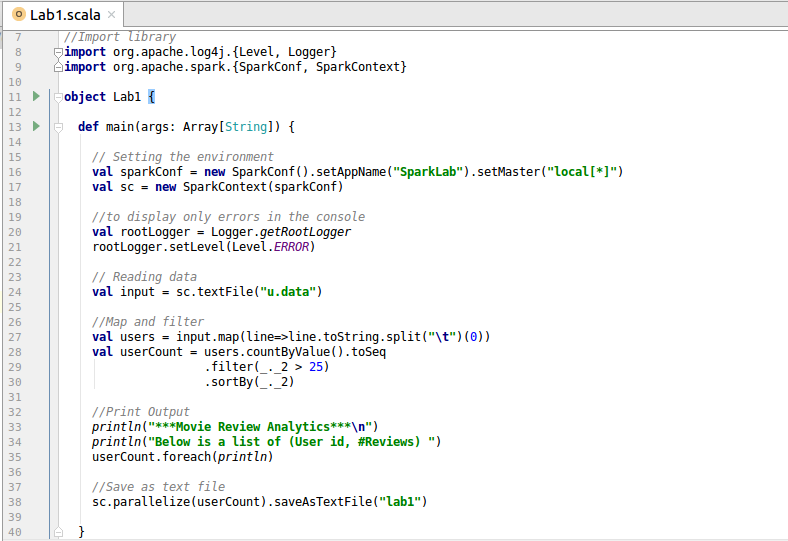 Lab1.scala
7 //Import library
8 import org.apache.log4j.{Level, Logger}
9 import org.apache.spark.{SparkConf, SparkContext}
10
11 object Lab1 {
12
13 def main(args: Array[String]) {
14
15 // Setting the environment
16 val sparkConf = new SparkConf().setAppName("SparkLab").setMaster("local[*]")
17 val sc = new SparkContext(sparkConf)
18
19 //to display only errors in the console
20 val rootLogger = Logger.getRootLogger
21 rootLogger.setLevel(Level.ERROR)
22
23 // Reading data
24 val input = sc.textFile("u.data")
25
26 //Map and filter
27 val users = input.map(line=>line.toString.split("\t")(0))
28 val userCount = users.countByValue().toSeq
29 .filter(_._2 > 25)
30 .sortBy(_._2)
31
32 //Print Output
33 println("***Movie Review Analytics***\n")
34 println("Below is a list of (User id, #Reviews) ")
35 userCount.foreach(println)
36
37 //Save as text file
38 sc.parallelize(userCount).saveAsTextFile("lab1")
39
40 }